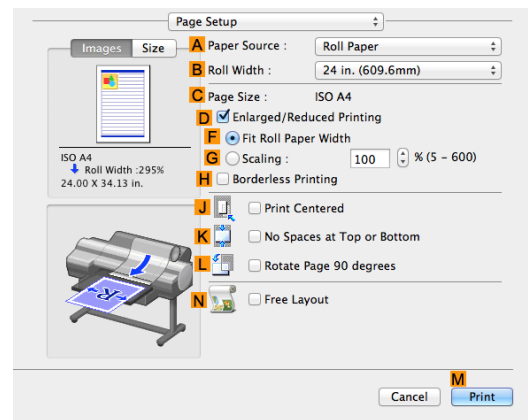 Page Setup
Images Size
A Paper Source : Roll Paper
B Roll Width : 24 in. (609.6mm)
C Page Size : ISO A4
D Enlarged/Reduced Printing
F Fit Roll Paper Width
G Scaling : 100 % (5 - 600)
H Borderless Printing
ISO A4
Roll Width :295%
24.00 X 34.13 in.
J Print Centered
K No Spaces at Top or Bottom
L Rotate Page 90 degrees
N Free Layout
R
M
Cancel Print